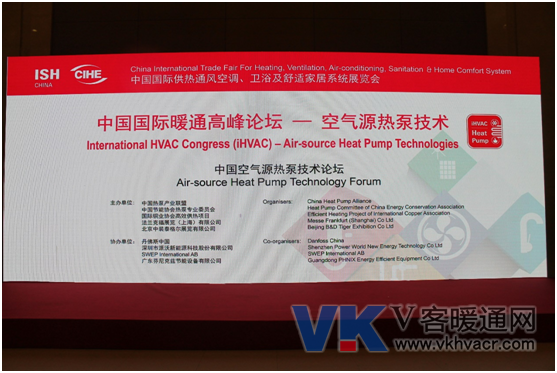 ISH
CHINA
CIHE
China International Trade Fair For Heating, Ventilation, Air-conditioning, Sanitation & Home Comfort System
中国国际供热通风空调、卫浴及舒适家居系统展览会
中国国际暖通高峰论坛 — 空气源热泵技术
International HVAC Congress (iHVAC) – Air-source Heat Pump Technologies
iHVAC
Heat
Pump
中国空气源热泵技术论坛
Air-source Heat Pump Technology Forum
主办单位:
中国热泵产业联盟
中国节能协会热泵专业委员会
国际铜业协会高效供热项目
法兰克福展览(上海)有限公司
北京中装泰格尔展览有限公司
Organisers:
China Heat Pump Alliance
Heat Pump Committee of China Energy Conservation Association
Efficient Heating Project of International Copper Association
Messe Frankfurt (Shanghai) Co Ltd
Beijing B&D Tiger Exhibition Co Ltd
协办单位:
丹佛斯中国
深圳市派沃新能源科技股份有限公司
SWEP International AB
广东芬尼克兹节能设备有限公司
Co-organisers:
Danfoss China
Shenzhen Power World New Energy Technology Co Ltd
SWEP International AB
Guangdong PHNIX Energy Efficient Equipment Co Ltd
VK V客暖通网
www.vkhvacr.com